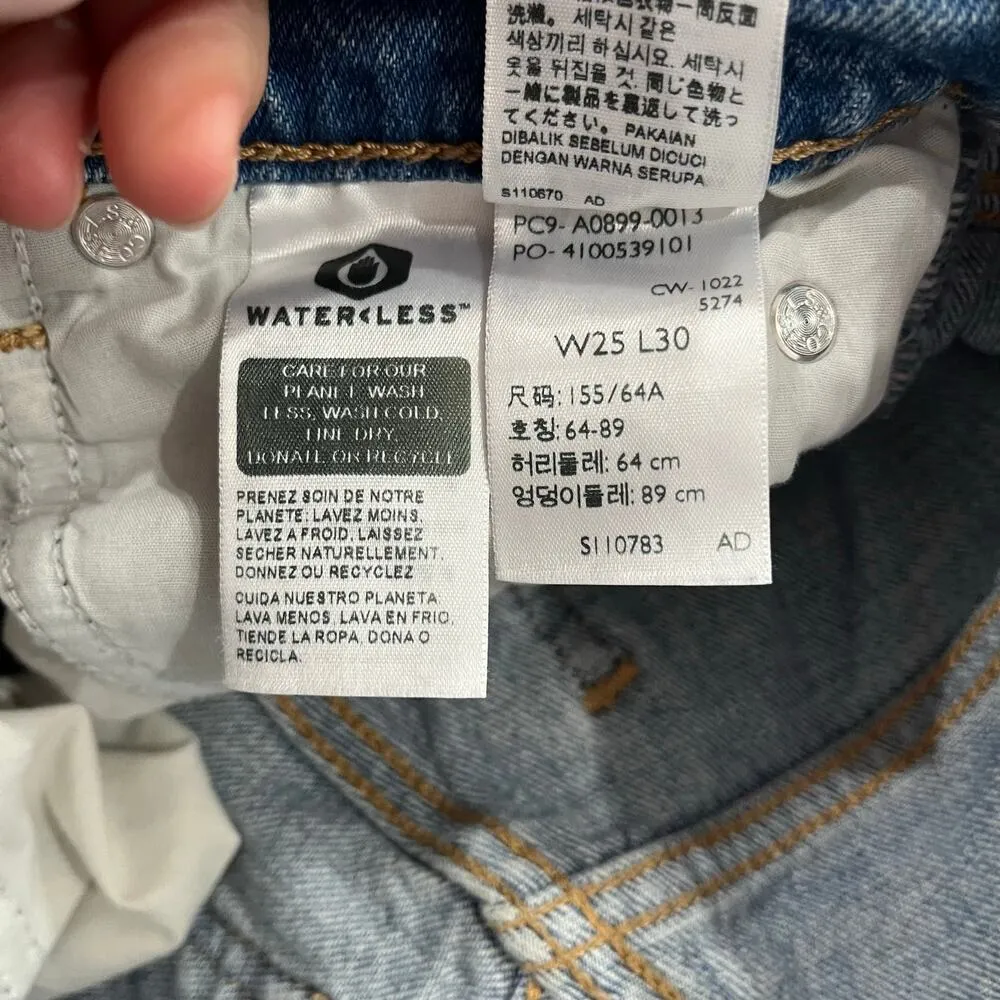 洗滌。 세탁시 같은
색상끼리 하십시오. 세탁시
옷을 뒤집을 것. 同じ色物と
一緒に製品を裏返して洗っ
てください。 PAKAIAN
DIBALIK SEBELUM DICUCI
DENGAN WARNA SERUPA
S110670 AD
PC9- A0899-0013
PO- 4100539101
CW- 1022
5274
W25 L30
尺码: 155/64A
호칭: 64-89
허리둘레: 64 cm
엉덩이둘레: 89 cm
S110783 AD
WATER<LESS™
CARE FOR OUR
PLANET WASH
LESS, WASH COLD,
LINE DRY,
DONATE OR RECYCLE
PRENEZ SOIN DE NOTRE
PLANETE: LAVEZ MOINS,
LAVEZ A FROID, LAISSEZ
SECHER NATURELLEMENT,
DONNEZ OU RECYCLEZ
CUIDA NUESTRO PLANETA
LAVA MENOS, LAVA EN FRIO,
TIENDE LA ROPA, DONA O
RECICLA.